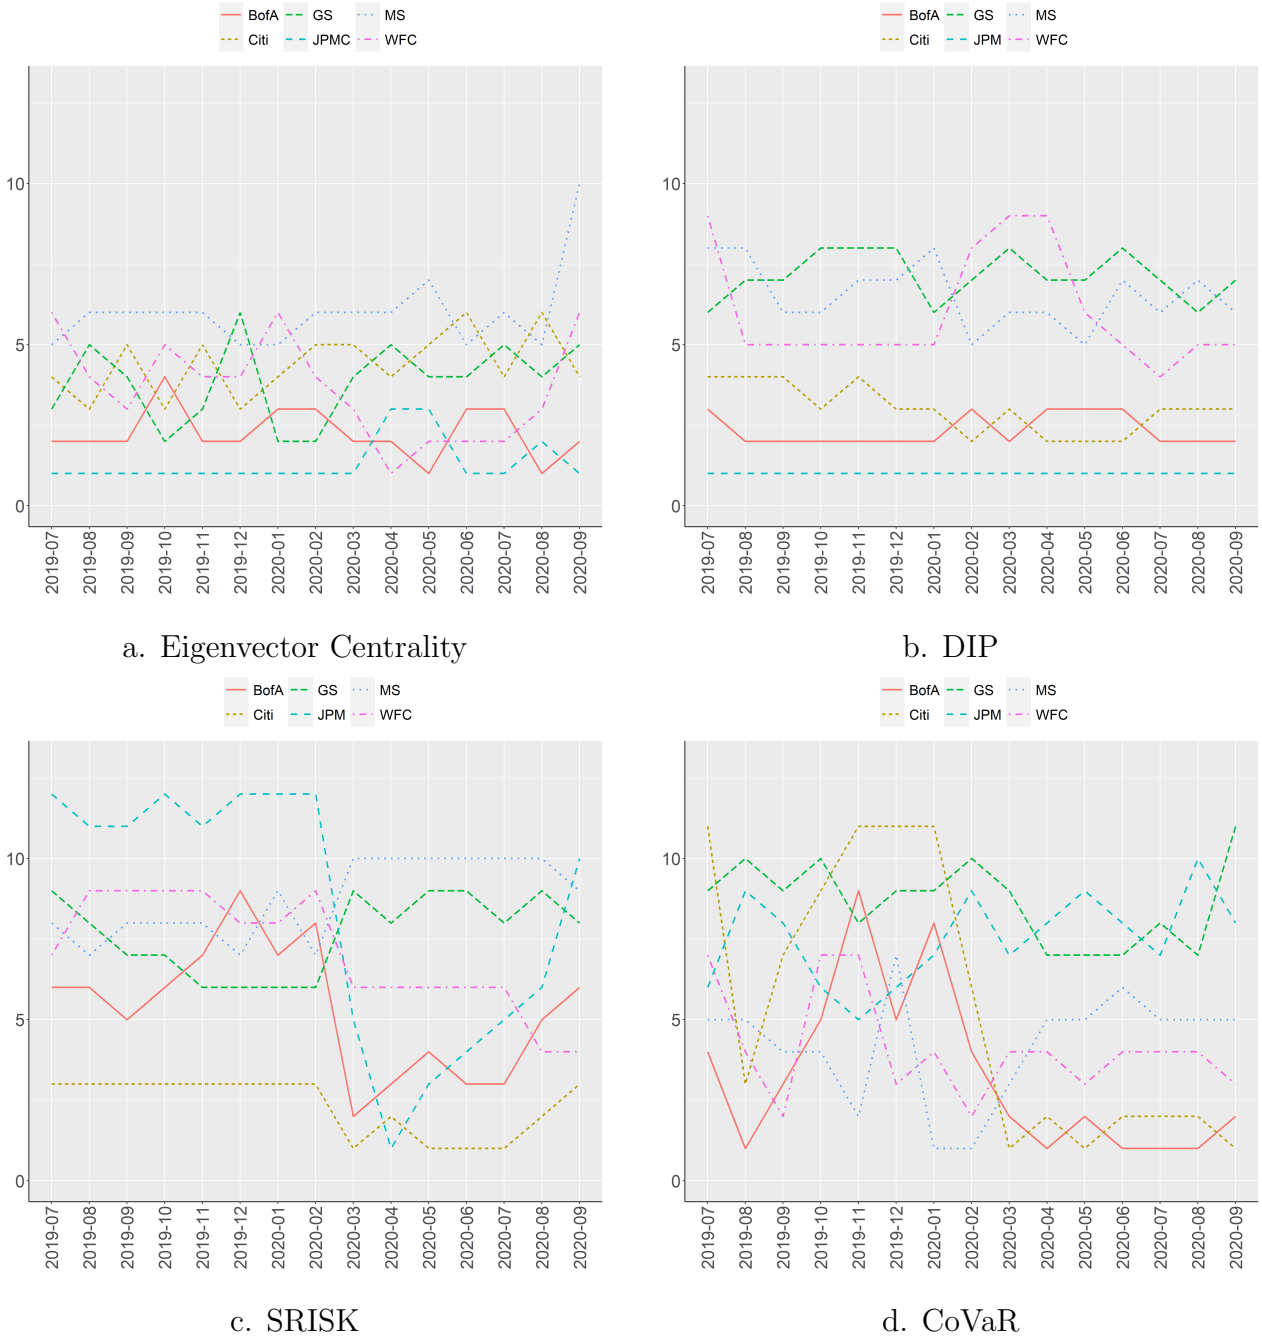 BofA GS MS
Citi JPMC WFC
10
5
0
2019-07 2019-08 2019-09 2019-10 2019-11 2019-12 2020-01 2020-02 2020-03 2020-04 2020-05 2020-06 2020-07 2020-08 2020-09
a. Eigenvector Centrality
BofA GS MS
Citi JPM WFC
10
5
0
2019-07 2019-08 2019-09 2019-10 2019-11 2019-12 2020-01 2020-02 2020-03 2020-04 2020-05 2020-06 2020-07 2020-08 2020-09
b. DIP
BofA GS MS
Citi JPM WFC
10
5
0
2019-07 2019-08 2019-09 2019-10 2019-11 2019-12 2020-01 2020-02 2020-03 2020-04 2020-05 2020-06 2020-07 2020-08 2020-09
c. SRISK
BofA GS MS
Citi JPM WFC
10
5
0
2019-07 2019-08 2019-09 2019-10 2019-11 2019-12 2020-01 2020-02 2020-03 2020-04 2020-05 2020-06 2020-07 2020-08 2020-09
d. CoVaR